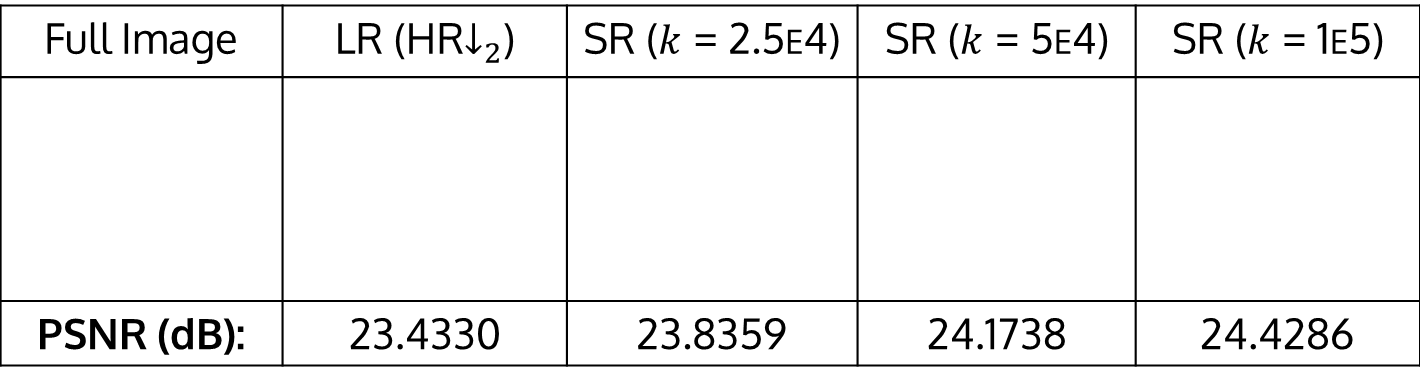 Full Image LR (HR↓₂) SR (k = 2.5E4) SR (k = 5E4) SR (k = 1E5)
PSNR (dB): 23.4330 23.8359 24.1738 24.4286